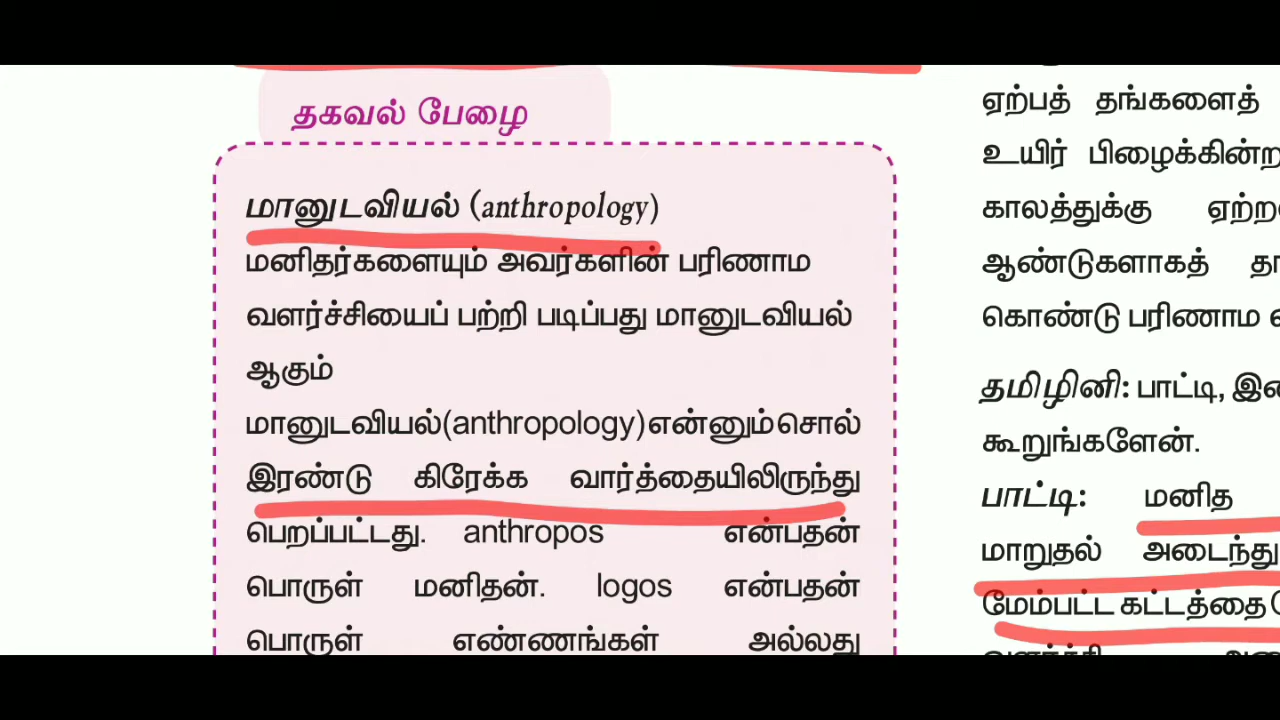 தகவல் பேழை
மானுடவியல் (anthropology)
மனிதர்களையும் அவர்களின் பரிணாம
வளர்ச்சியைப் பற்றி படிப்பது மானுடவியல்
ஆகும்
மானுடவியல்(anthropology)என்னும்சொல்
இரண்டு கிரேக்க வார்த்தையிலிருந்து
பெறப்பட்டது. anthropos என்பதன்
பொருள் மனிதன். logos என்பதன்
பொருள் எண்ணங்கள் அல்லது
ஏற்பத் தங்களைத்
உயிர் பிழைக்கின்ற
காலத்துக்கு
ஆண்டுகளாகத்
கொண்டு பரிணாம
தமிழினி: பாட்டி,
கூறுங்களேன்.
பாட்டி: மனித
மாறுதல் அடைந்து
மேம்பட்ட கட்டத்தை